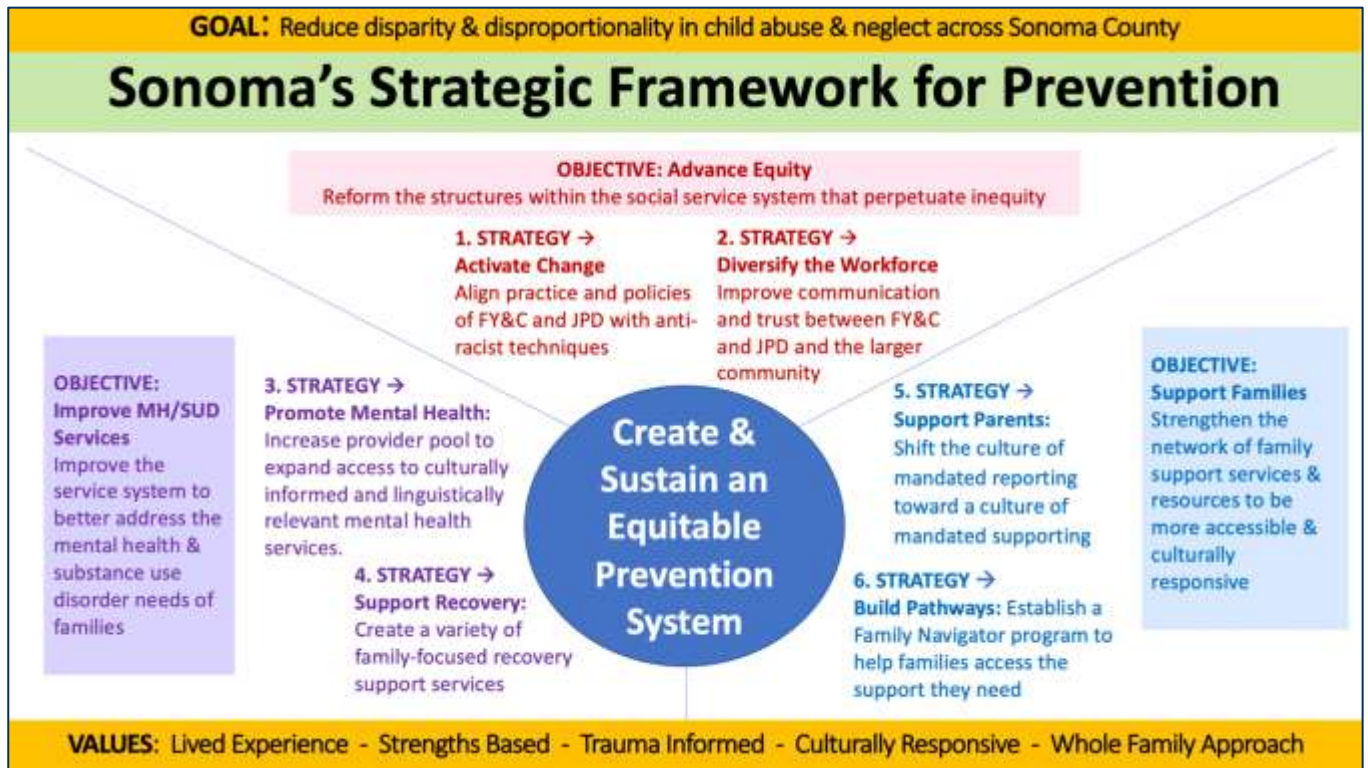 GOAL: Reduce disparity & disproportionality in child abuse & neglect across Sonoma County
Sonoma's Strategic Framework for Prevention
OBJECTIVE: Advance Equity
Reform the structures within the social service system that perpetuate inequity
1. STRATEGY →
Activate Change
Align practice and policies
of FY&C and JPD with anti-
racist techniques
2. STRATEGY →
Diversify the Workforce
Improve communication
and trust between FY&C
and JPD and the larger
community
OBJECTIVE:
Improve MH/SUD
Services
Improve the
service system to
better address the
mental health &
substance use
disorder needs of
families
3. STRATEGY →
Promote Mental Health:
Increase provider pool to
expand access to culturally
informed and linguistically
relevant mental health
services.
4. STRATEGY →
Support Recovery:
Create a variety of
family-focused recovery
support services
Create &
Sustain an
Equitable
Prevention
System
5. STRATEGY →
Support Parents:
Shift the culture of
mandated reporting
toward a culture of
mandated supporting
6. STRATEGY →
Build Pathways: Establish a
Family Navigator program to
help families access the
support they need
OBJECTIVE:
Support Families
Strengthen the
network of family
support services &
resources to be
more accessible &
culturally
responsive
VALUES: Lived Experience - Strengths Based - Trauma Informed - Culturally Responsive - Whole Family Approach